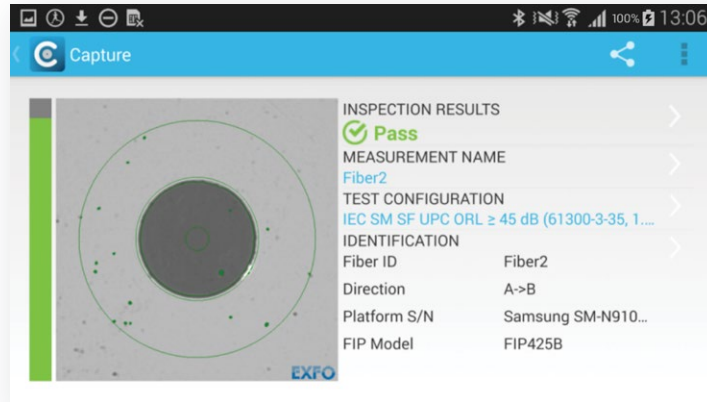 100% 13:06
Capture
INSPECTION RESULTS
Pass
MEASUREMENT NAME
Fiber2
TEST CONFIGURATION
IEC SM SF UPC ORL ≥ 45 dB (61300-3-35, 1....
IDENTIFICATION
Fiber ID Fiber2
Direction A->B
Platform S/N Samsung SM-N910...
FIP Model FIP425B
EXFO